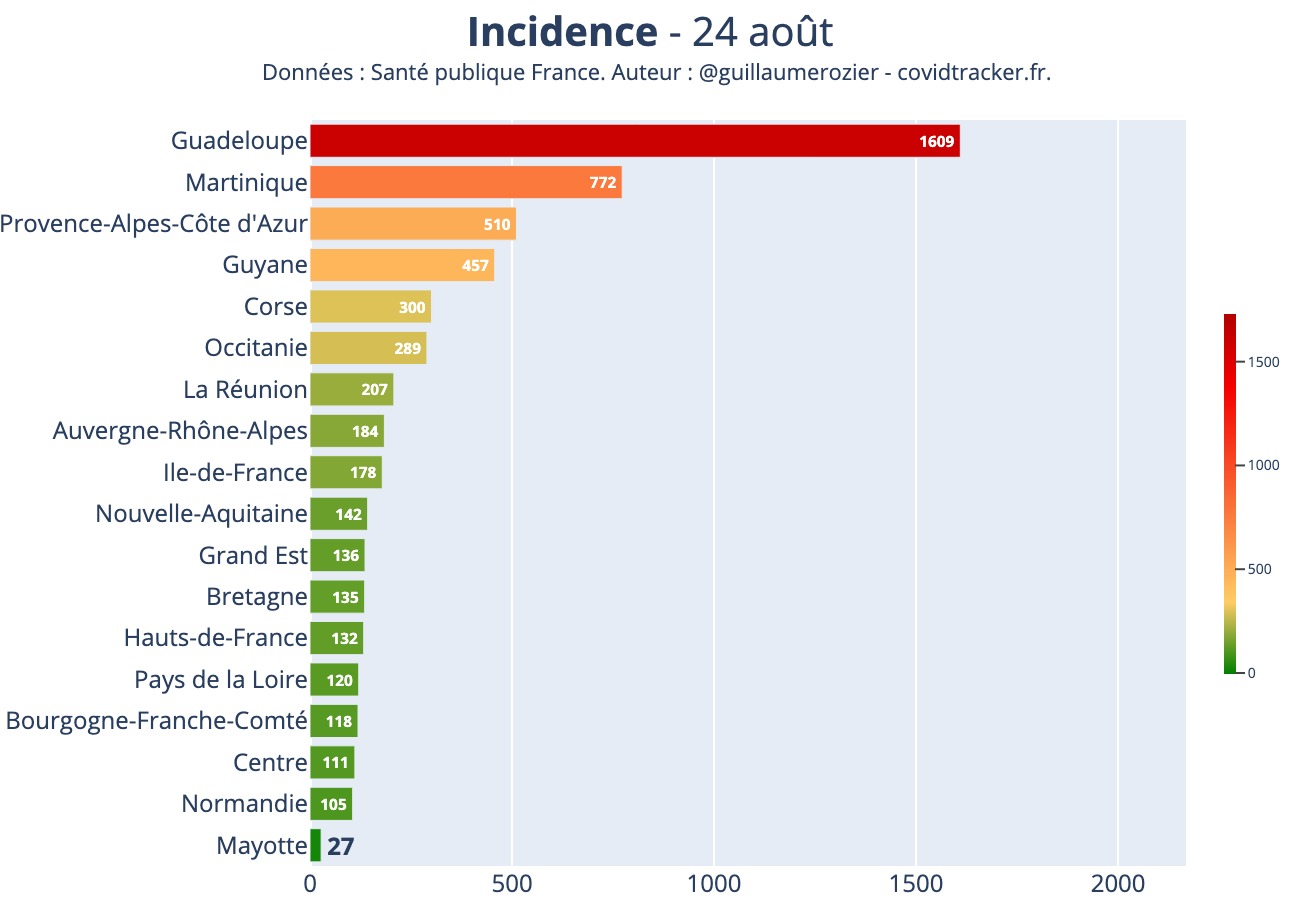 Incidence - 24 août
Données : Santé publique France. Auteur : @guillaumerozier - covidtracker.fr.
Guadeloupe 1609
Martinique 772
Provence-Alpes-Côte d'Azur 510
Guyane 457
Corse 300
Occitanie 289
La Réunion 207
Auvergne-Rhône-Alpes 184
Ile-de-France 178
Nouvelle-Aquitaine 142
Grand Est 136
Bretagne 135
Hauts-de-France 132
Pays de la Loire 120
Bourgogne-Franche-Comté 118
Centre 111
Normandie 105
Mayotte 27
0 500 1000 1500 2000
1500
1000
500
0